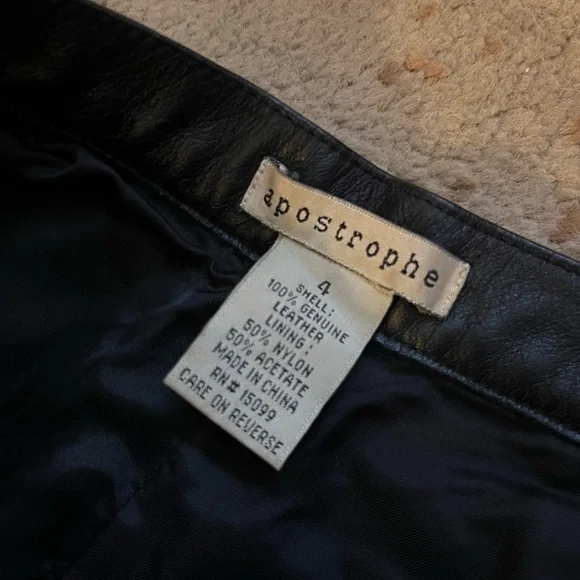 apostrophe
4
SHELL:
100% GENUINE
LEATHER
LINING:
50% NYLON
50% ACETATE
MADE IN CHINA
RN# 15099
CARE ON REVERSE